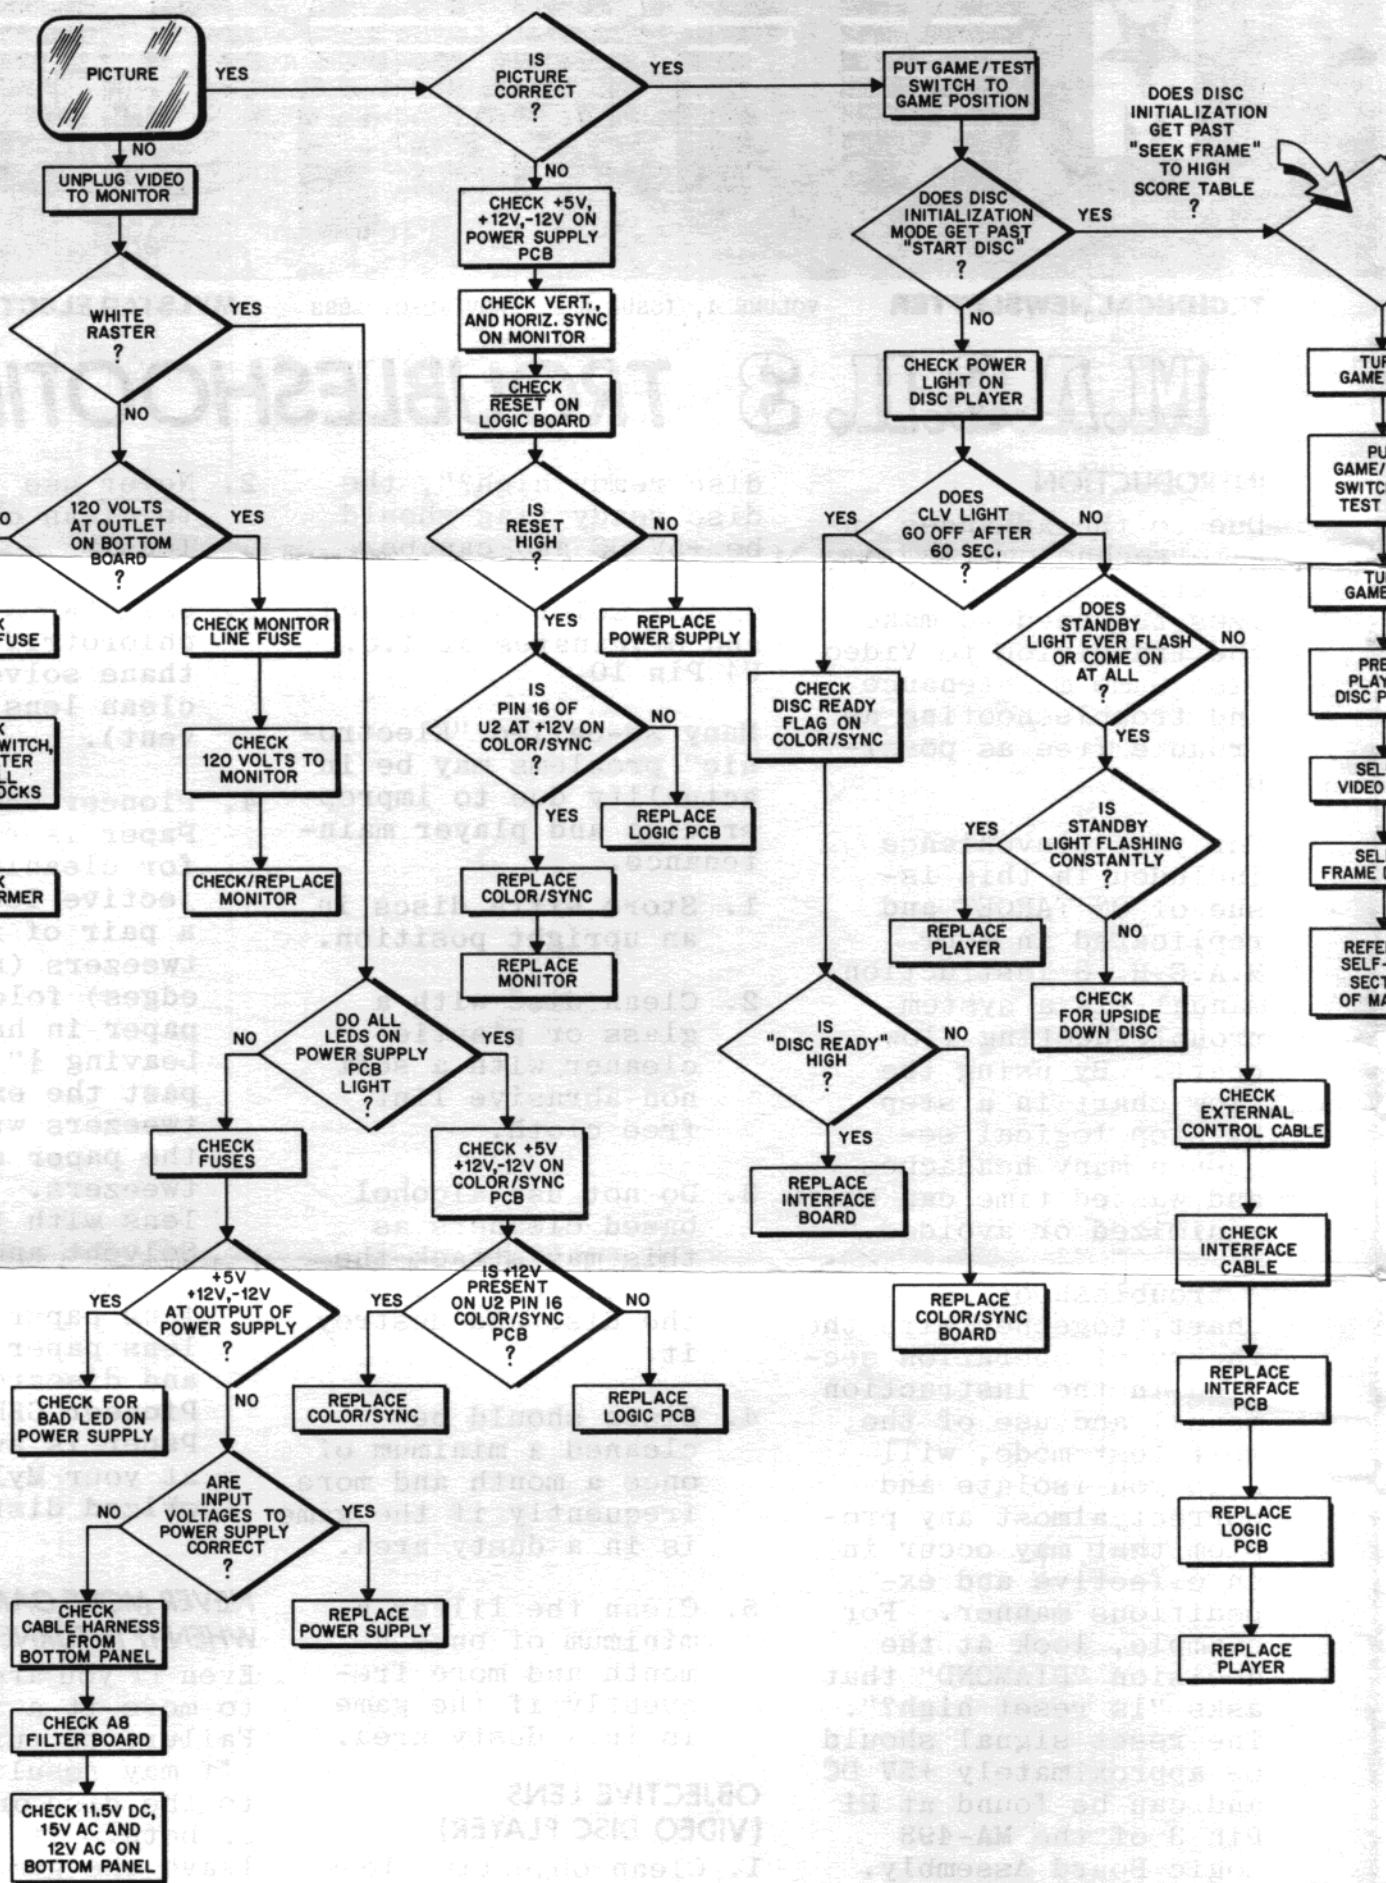 PICTURE
YES
NO
UNPLUG VIDEO
TO MONITOR
WHITE
RASTER
?
YES
NO
120 VOLTS
AT OUTLET
ON BOTTOM
BOARD
?
YES
FUSE
CHECK MONITOR
LINE FUSE
CHECK
120 VOLTS TO
MONITOR
CHECK/REPLACE
MONITOR
IS
PICTURE
CORRECT
?
YES
NO
CHECK +5V,
+12V,-12V ON
POWER SUPPLY
PCB
CHECK VERT.,
AND HORIZ. SYNC
ON MONITOR
CHECK
RESET ON
LOGIC BOARD
IS
RESET
HIGH
?
NO
YES
REPLACE
POWER SUPPLY
IS
PIN 16 OF
U2 AT +12V ON
COLOR/SYNC
?
NO
YES
REPLACE
LOGIC PCB
REPLACE
COLOR/SYNC
REPLACE
MONITOR
DO ALL
LEDS ON
POWER SUPPLY
PCB
LIGHT
?
NO
YES
CHECK
FUSES
CHECK +5V
+12V,-12V ON
COLOR/SYNC
PCB
+5V
+12V,-12V
AT OUTPUT OF
POWER SUPPLY
?
YES
NO
CHECK FOR
BAD LED ON
POWER SUPPLY
IS +12V
PRESENT
ON U2 PIN 16
COLOR/SYNC
PCB
?
YES
NO
REPLACE
COLOR/SYNC
REPLACE
LOGIC PCB
ARE
INPUT
VOLTAGES TO
POWER SUPPLY
CORRECT
?
NO
YES
CHECK
CABLE HARNESS
FROM
BOTTOM PANEL
REPLACE
POWER SUPPLY
CHECK A8
FILTER BOARD
CHECK 11.5V DC,
15V AC AND
12V AC ON
BOTTOM PANEL
PUT GAME/TEST
SWITCH TO
GAME POSITION
DOES DISC
INITIALIZATION
MODE GET PAST
"START DISC"
?
YES
NO
DOES DISC
INITIALIZATION
GET PAST
"SEEK FRAME"
TO HIGH
SCORE TABLE
?
CHECK POWER
LIGHT ON
DISC PLAYER
DOES
CLV LIGHT
GO OFF AFTER
60 SEC.
?
YES
NO
CHECK
DISC READY
FLAG ON
COLOR/SYNC
DOES
STANDBY
LIGHT EVER FLASH
OR COME ON
AT ALL
?
NO
YES
IS
STANDBY
LIGHT FLASHING
CONSTANTLY
?
YES
NO
REPLACE
PLAYER
CHECK
FOR UPSIDE
DOWN DISC
IS
"DISC READY"
HIGH
?
NO
YES
REPLACE
INTERFACE
BOARD
REPLACE
COLOR/SYNC
BOARD
CHECK
EXTERNAL
CONTROL CABLE
CHECK
INTERFACE
CABLE
REPLACE
INTERFACE
PCB
REPLACE
LOGIC
PCB
REPLACE
PLAYER
GAME
GAME/
SWITCH
TEST
GAME
DISC P
VIDEO
FRAME
SELF-
OF MA